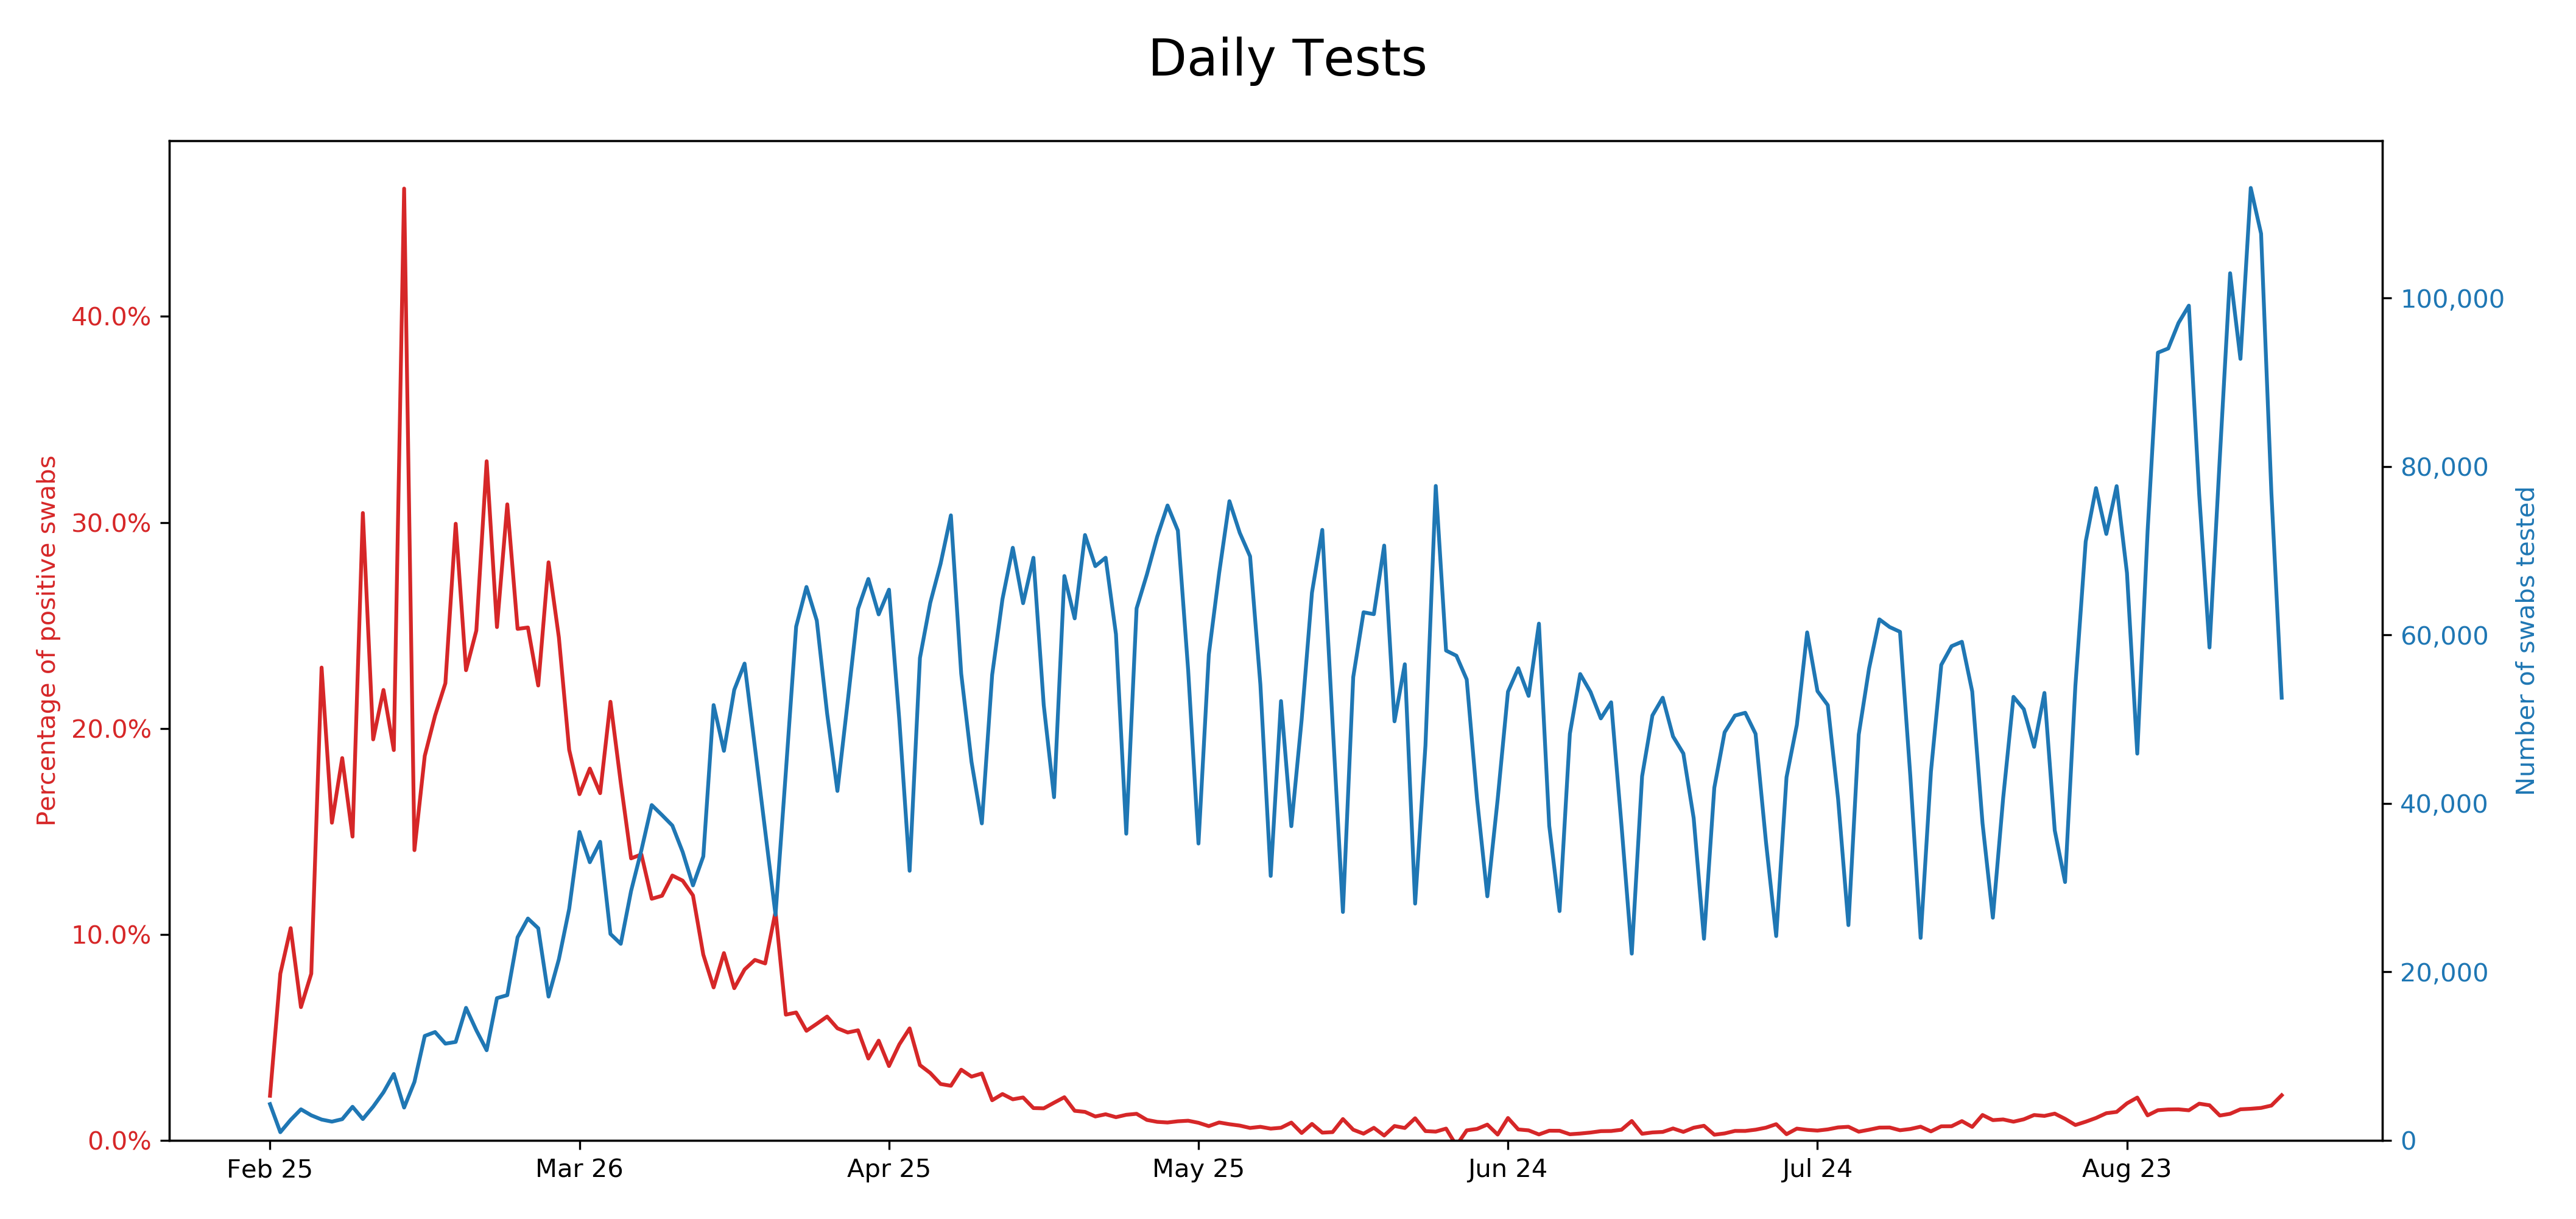 Daily Tests
Percentage of positive swabs
40.0%
30.0%
20.0%
10.0%
0.0%
100,000
80,000
60,000
40,000
20,000
0
Number of swabs tested
Feb 25 Mar 26 Apr 25 May 25 Jun 24 Jul 24 Aug 23